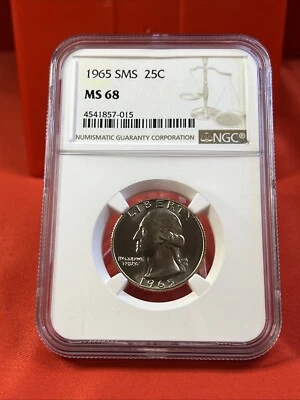 1965 SMS 25C
MS 68
4541857-015
NUMISMATIC GUARANTY CORPORATION
NGC®
LIBERTY
IN GOD WE
TRUST
1965